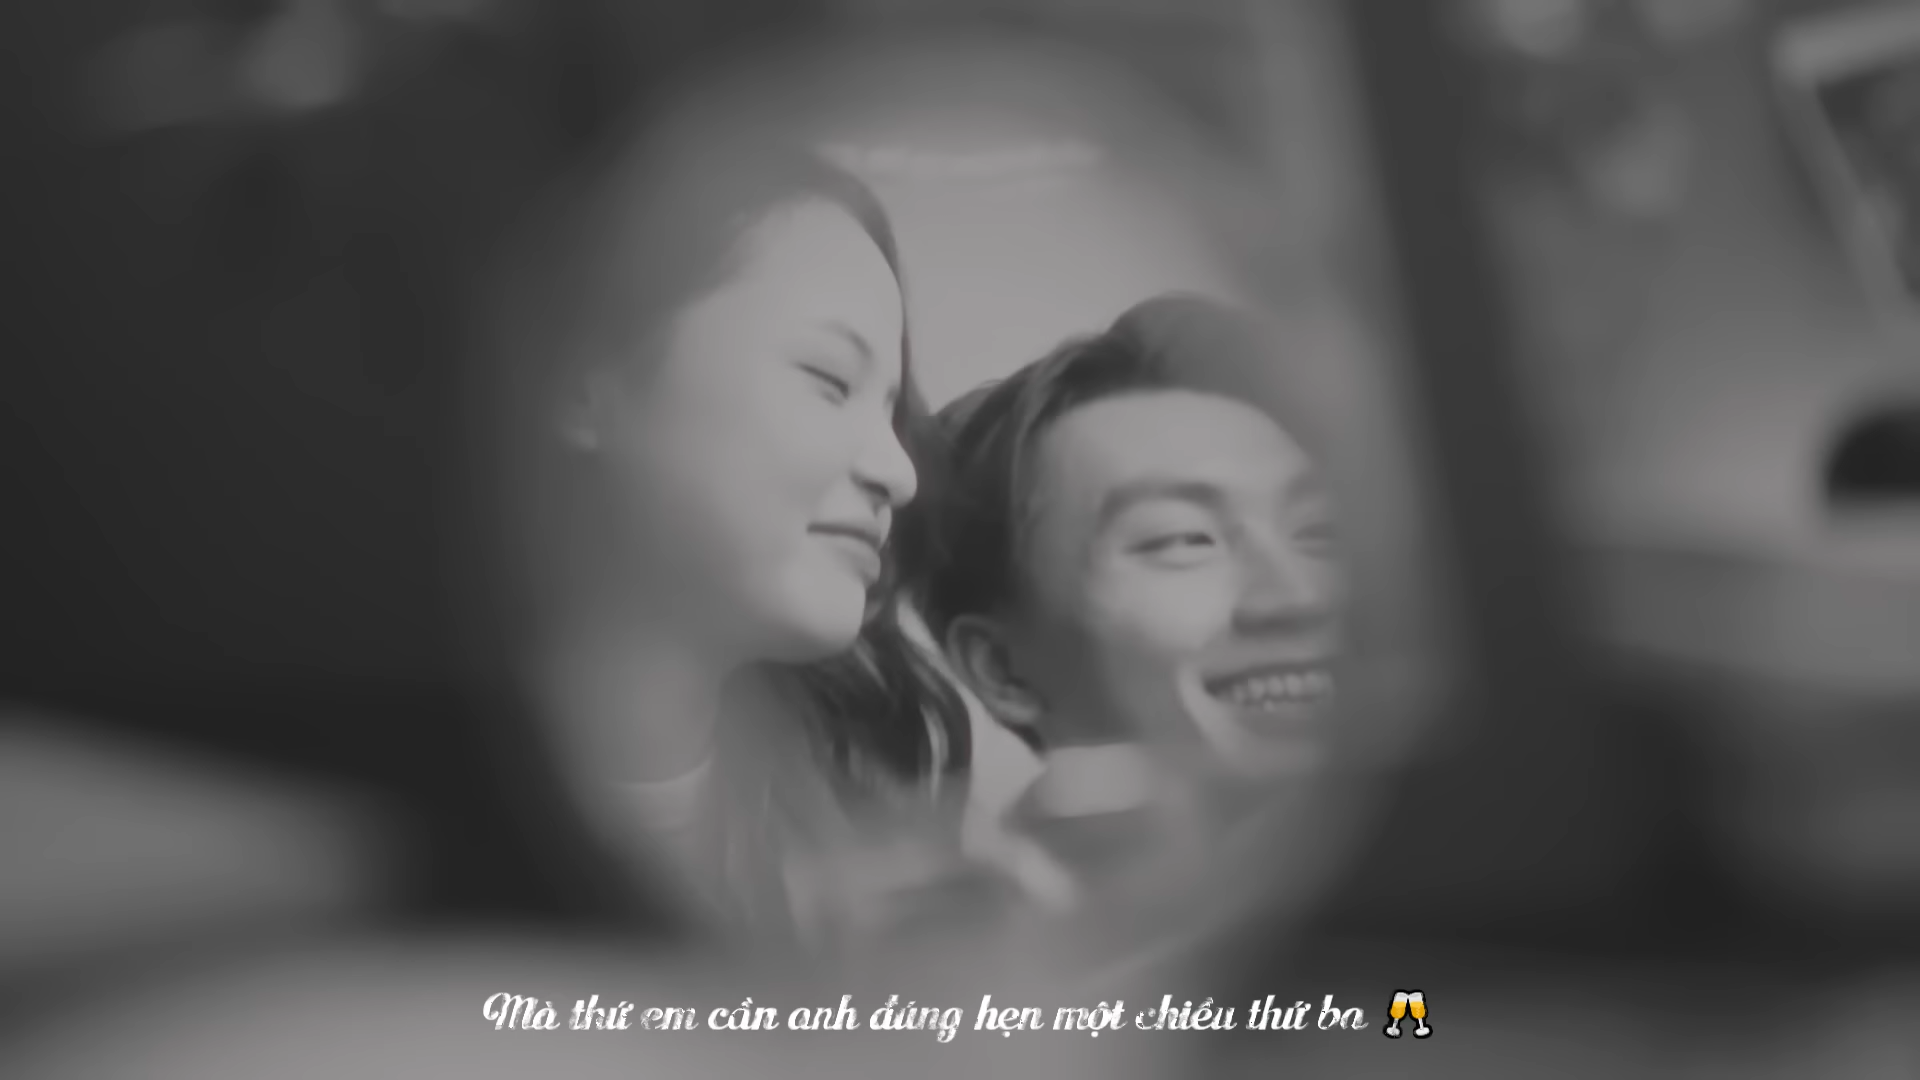 Mà thứ em cần anh đúng hẹn một chiều thứ ba 🥂